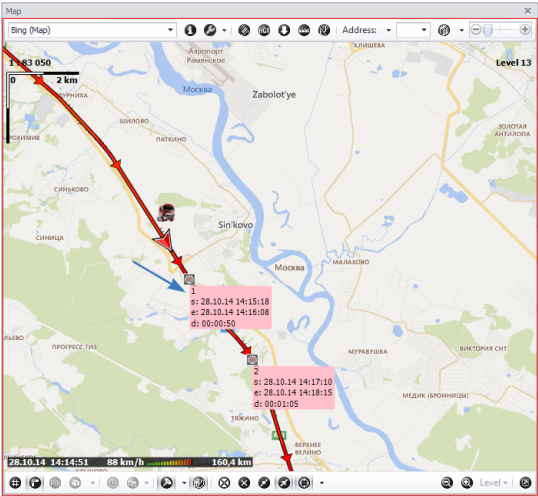 Map
Bing (Map)
Address:
1 : 83 050
0 2 km
Level 13
КЛИШЕВА
Аэропорт
Раменское
Москва
Zabolot'ye
ШИЛОВО
ПАТКИНО
ЗОЛОТАЯ
АНТИЛОПА
СИНЬКОВО
СИНИЦА
Sin'kovo
Москва
МАЛАХОВО
1
s: 28.10.14 14:15:18
e: 28.10.14 14:16:08
d: 00:00:50
ПРОГРЕСС ТИЗ
МУРАВУШКА
ВИКТОРИЯ СНТ
2
s: 28.10.14 14:17:10
e: 28.10.14 14:18:15
d: 00:01:05
МЕДИК (БРОННИЦЫ)
ТЯЖИНО
ВЕРХНЕЕ
ВЕЛИНО
28.10.14 14:14:51 88 km/h 160,4 km
Level